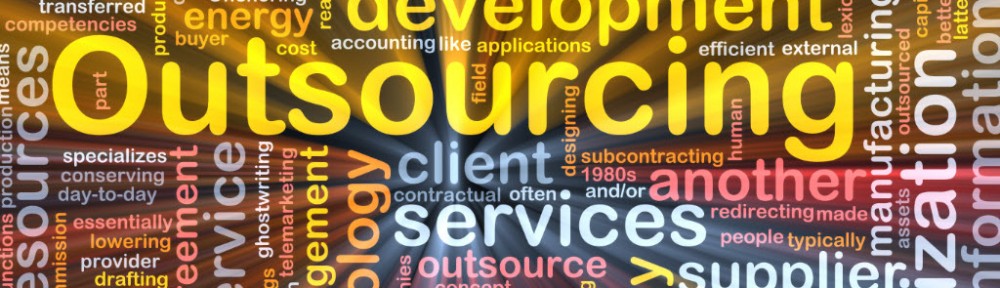 transferred
competencies
energy
buyer
cost
development
accounting
like
applications
efficient
external
Outsourcing
part
field
designing
human
manufacturing
outsourced
production
means
specializes
conserving
day-to-day
essentially
lowering
provider
drafting
ghostwriting
telemarketing
client
contractual
often
subcontracting
1980s
and/or
another
services
redirecting
made
people
typically
outsource
supplier
assets